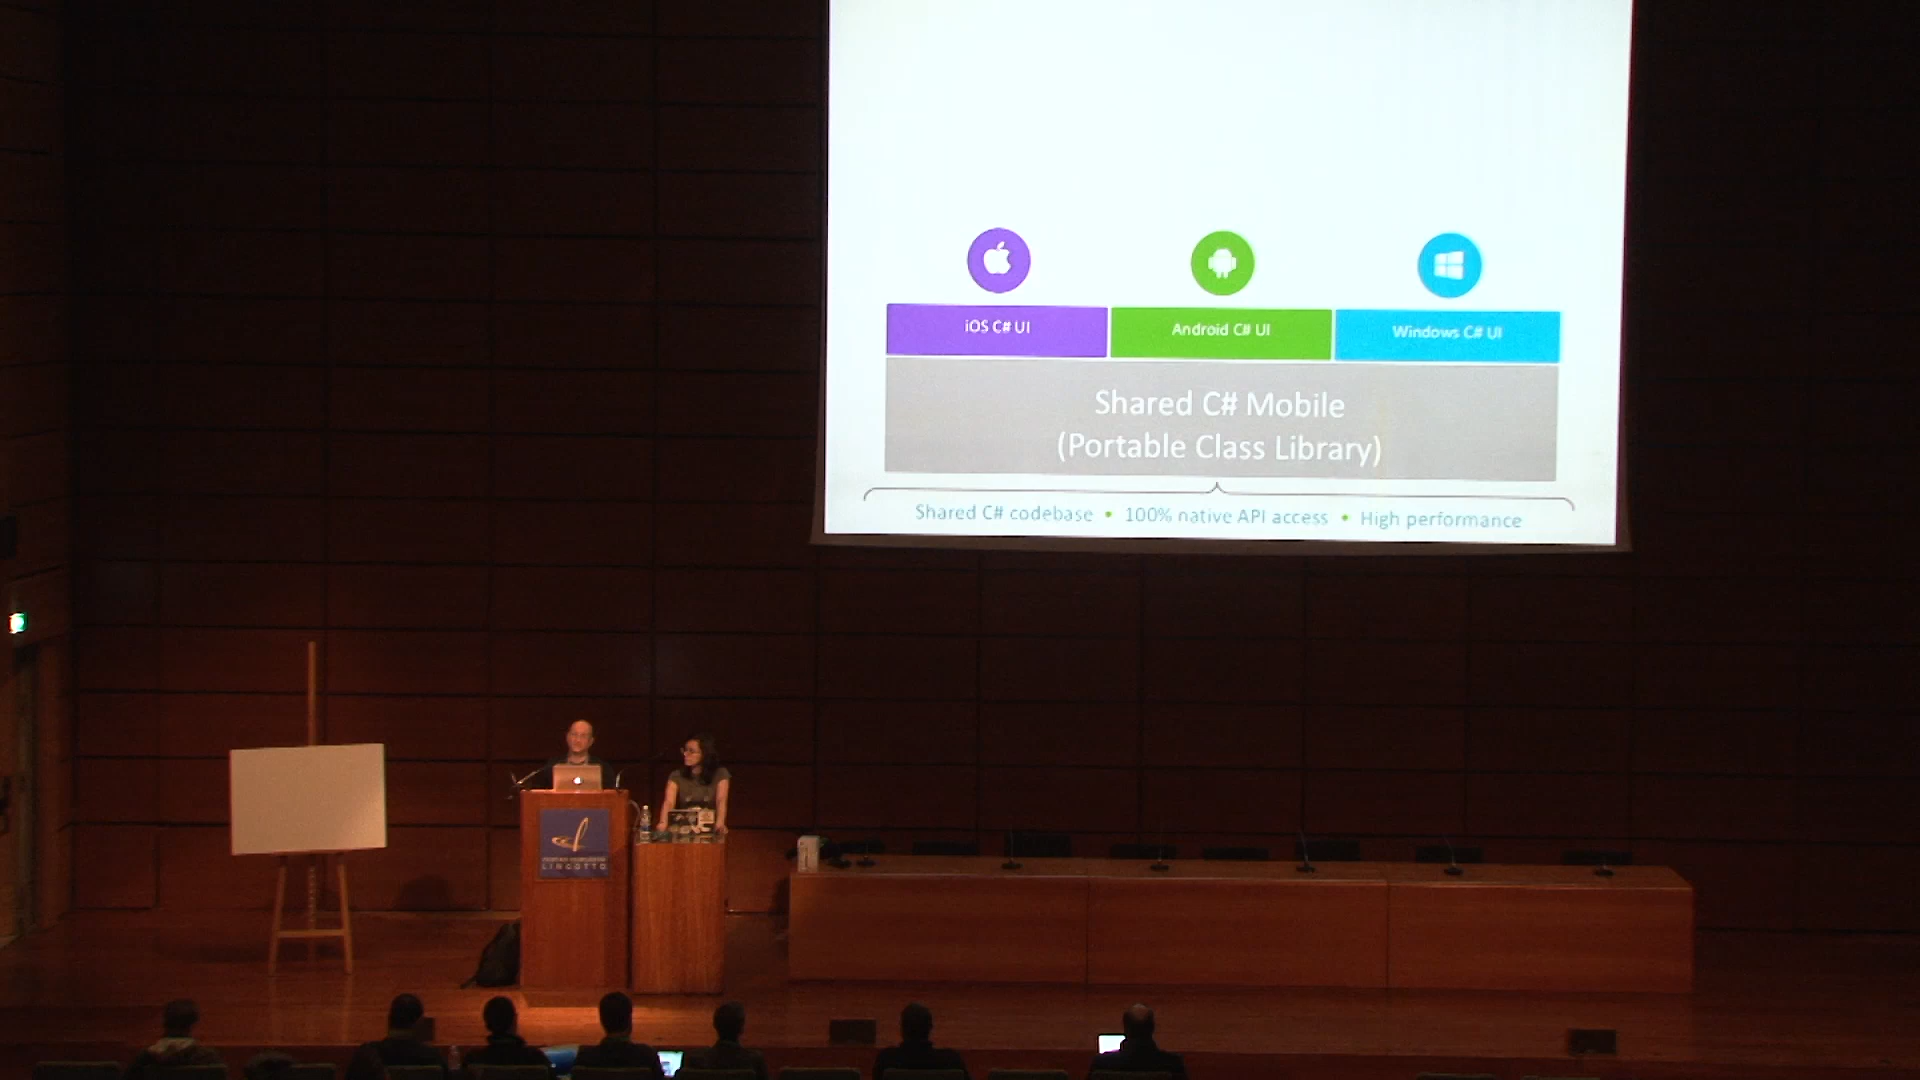 iOS C# UI
Android C# UI
Windows C# UI
Shared C# Mobile
(Portable Class Library)
Shared C# codebase • 100% native API access • High performance
LINGOTTO